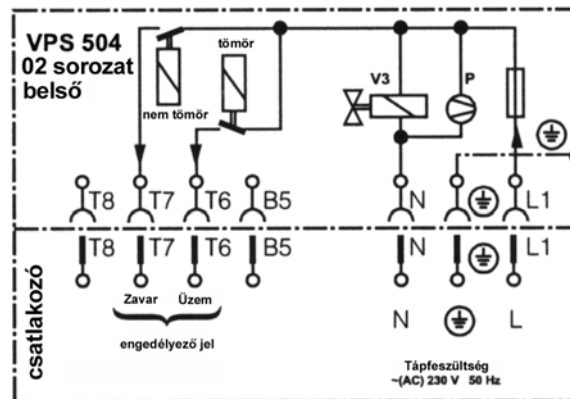 VPS 504
02 sorozat
belső
tömör
nem tömör
V3
P
T8 T7 T6 B5 N L1
csatlakozó
T8 T7 T6 B5 N L1
Zavar Üzem
N L
engedélyező jel
Tápfeszültség
~(AC) 230 V 50 Hz